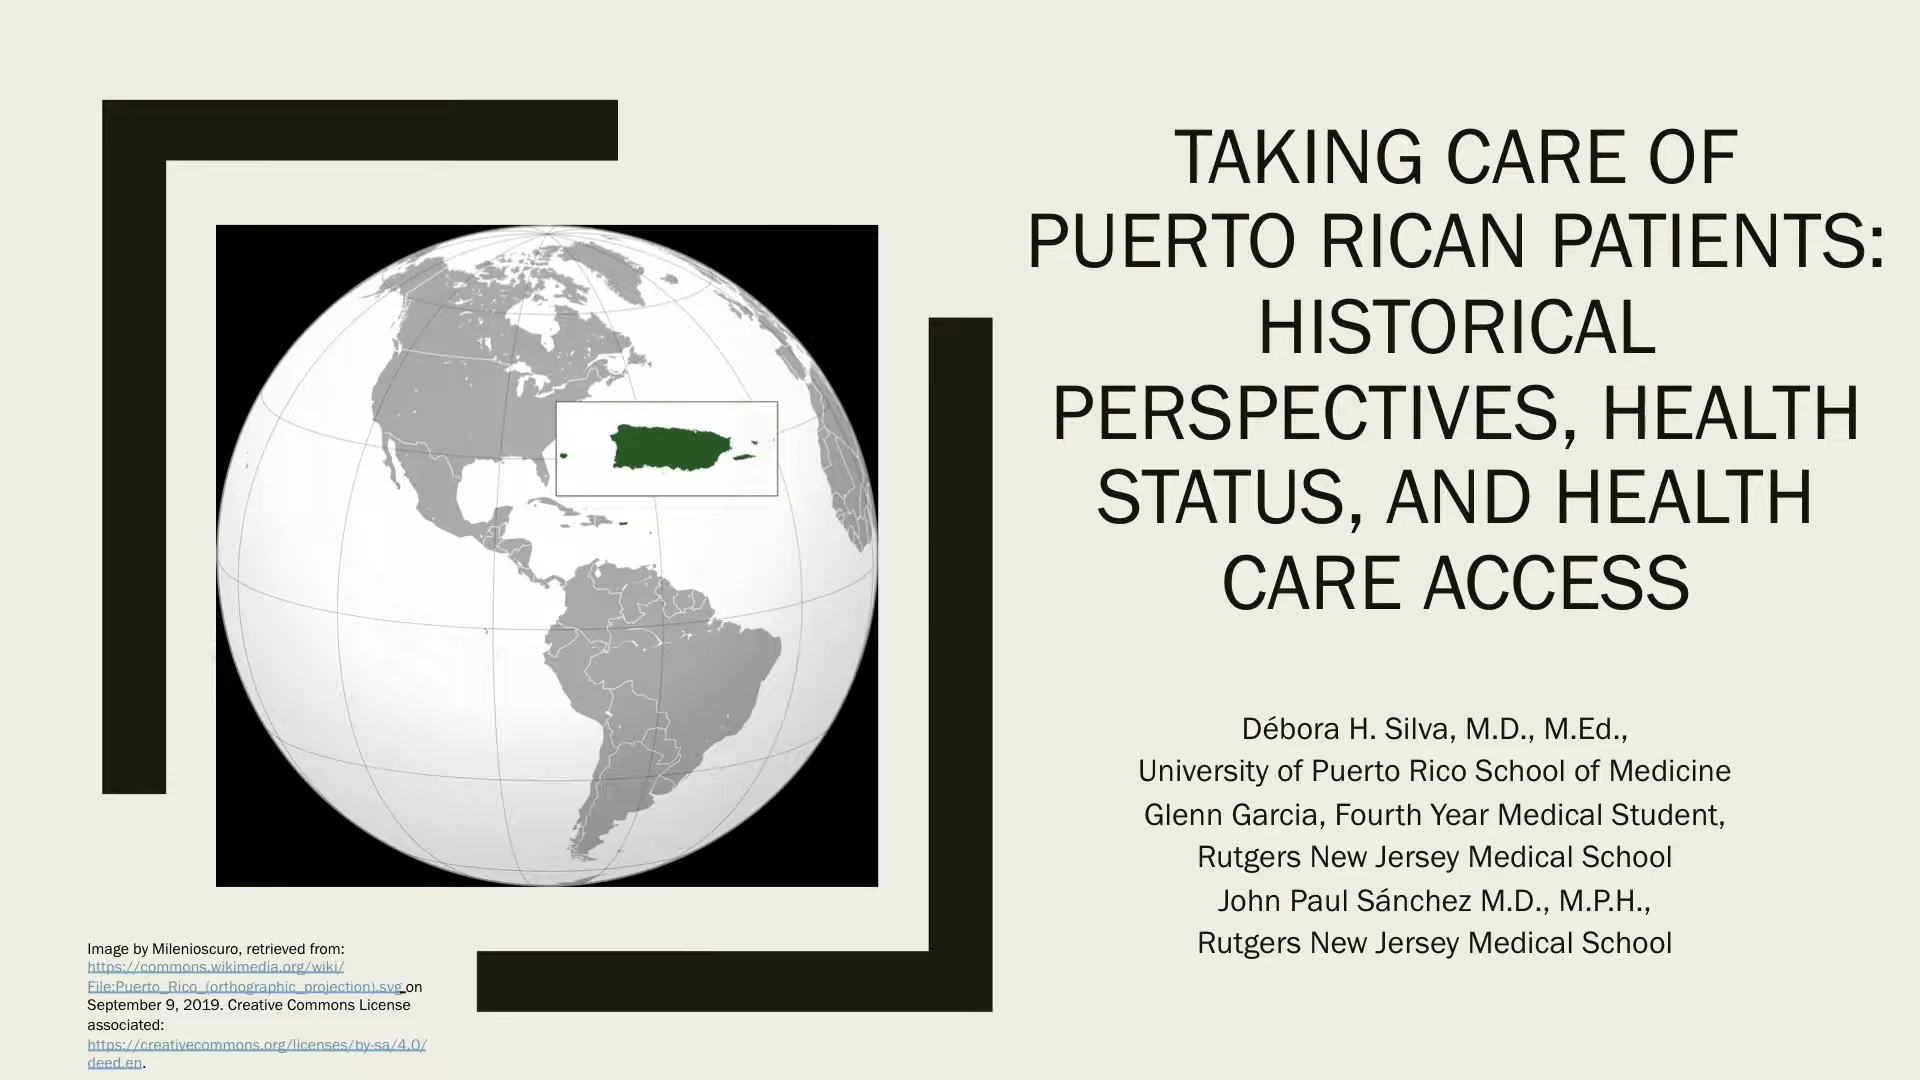 TAKING CARE OF
PUERTO RICAN PATIENTS:
HISTORICAL
PERSPECTIVES, HEALTH
STATUS, AND HEALTH
CARE ACCESS
Débora H. Silva, M.D., M.Ed.,
University of Puerto Rico School of Medicine
Glenn Garcia, Fourth Year Medical Student,
Rutgers New Jersey Medical School
John Paul Sánchez M.D., M.P.H.,
Rutgers New Jersey Medical School
Image by Milenioscuro, retrieved from:
https://commons.wikimedia.org/wiki/
File:Puerto_Rico_(orthographic_projection).svg on
September 9, 2019. Creative Commons License
associated:
https://creativecommons.org/licenses/by-sa/4.0/
deed.en.